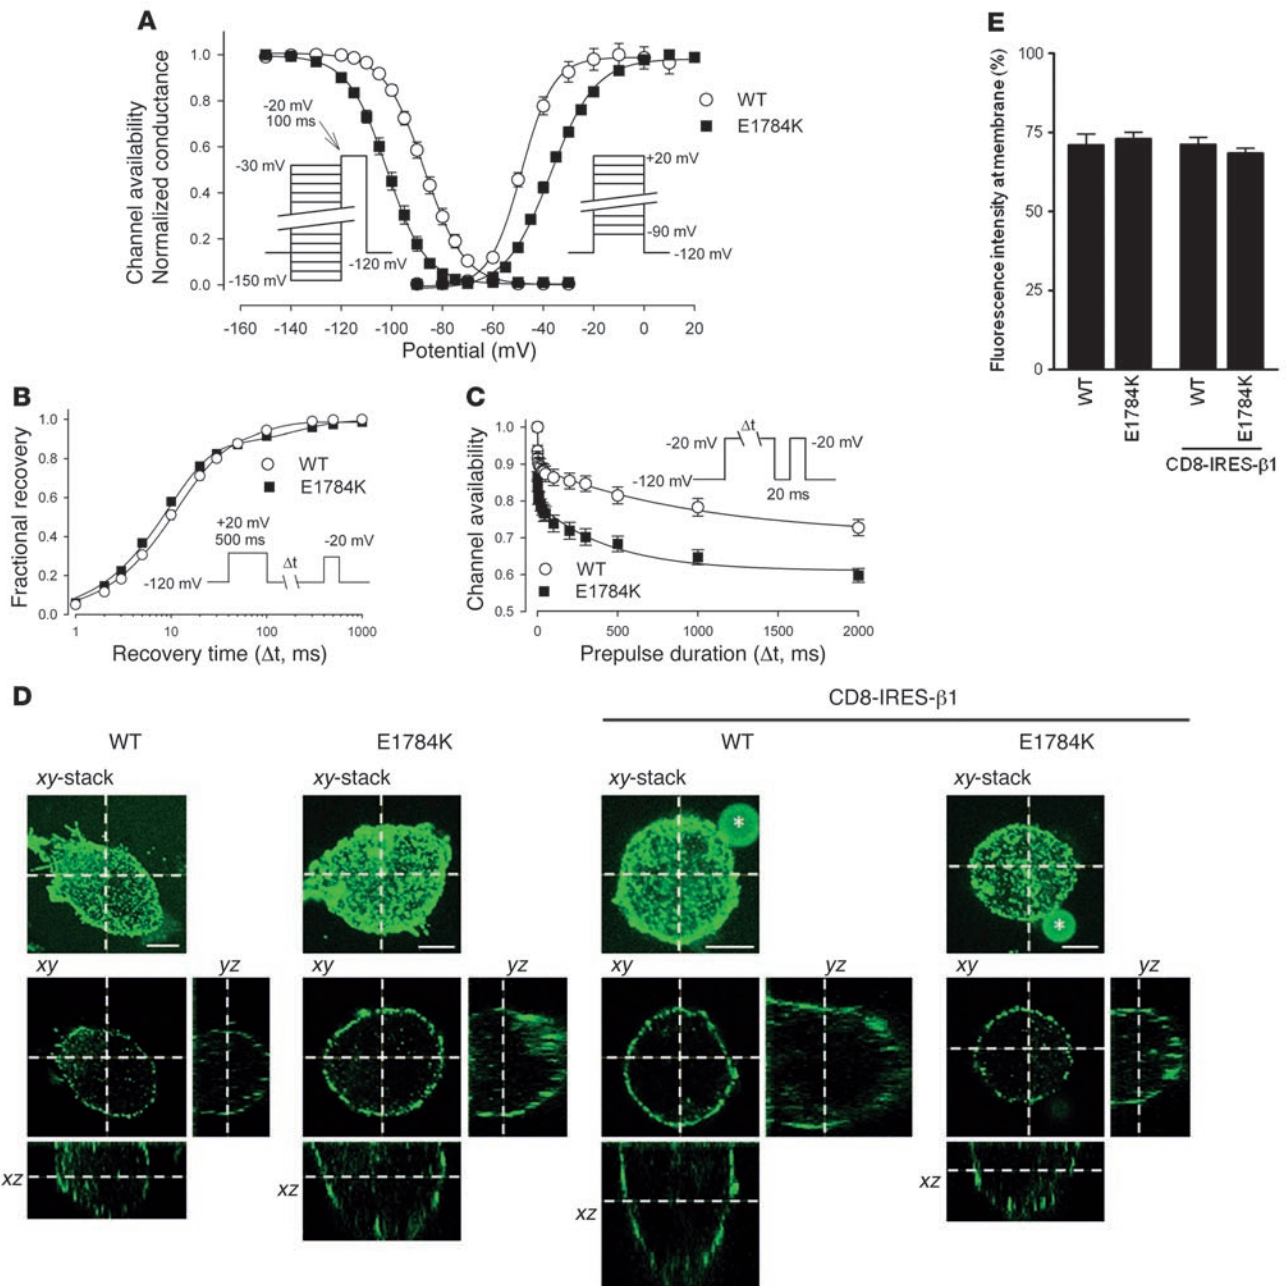 A
Channel availability
Normalized conductance
1.0
0.8
0.6
0.4
0.2
0.0
-20 mV
100 ms
-30 mV
-150 mV
-120 mV
WT
E1784K
+20 mV
-90 mV
-120 mV
-160 -140 -120 -100 -80 -60 -40 -20 0 20
Potential (mV)
E
Fluorescence intensity at membrane (%)
100
75
50
25
0
WT
E1784K
WT
E1784K
CD8-IRES-β1
B
Fractional recovery
1.0
0.8
0.6
0.4
0.2
0.0
WT
E1784K
+20 mV
500 ms
Δt
-20 mV
-120 mV
1 10 100 1000
Recovery time (Δt, ms)
C
Channel availability
1.0
0.9
0.8
0.7
0.6
0.5
Δt
-20 mV
-20 mV
-120 mV
20 ms
WT
E1784K
0 500 1000 1500 2000
Prepulse duration (Δt, ms)
D
CD8-IRES-β1
WT E1784K WT E1784K
xy-stack xy-stack xy-stack xy-stack
* *
xy yz xy yz xy yz xy yz
xz xz xz xz